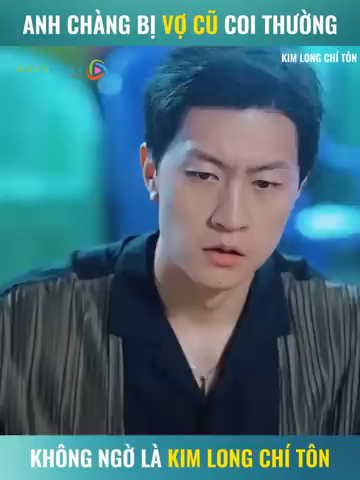 ANH CHÀNG BỊ VỢ CŨ COI THƯỜNG
KIM LONG CHÍ TÔN
KHÔNG NGỜ LÀ KIM LONG CHÍ TÔN